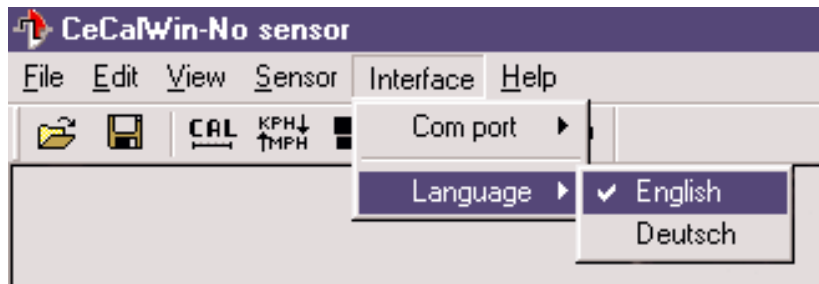 CeCalWin-No sensor
File Edit View Sensor Interface Help
CAL KPH MPH Com port
Language English
Deutsch